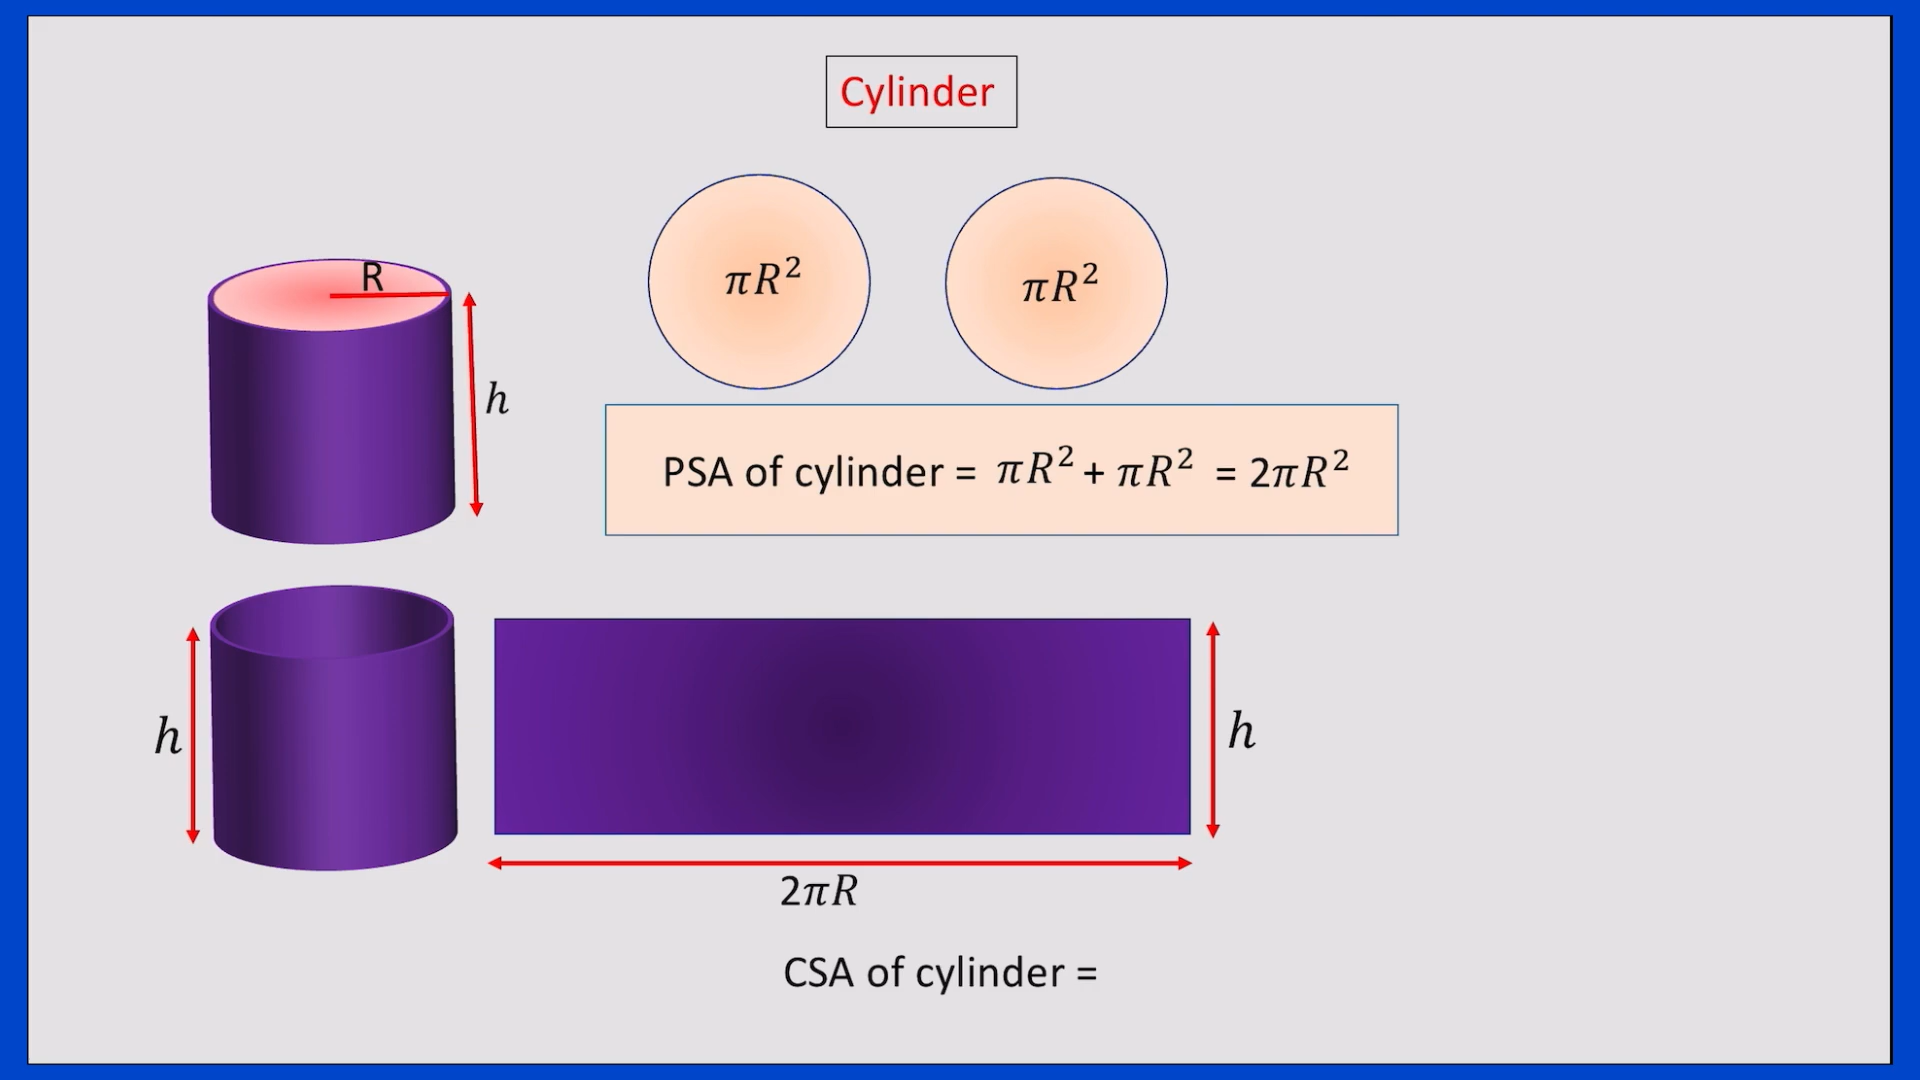 Cylinder
πR²
πR²
R
h
PSA of cylinder = πR² + πR² = 2πR²
h
h
2πR
CSA of cylinder =